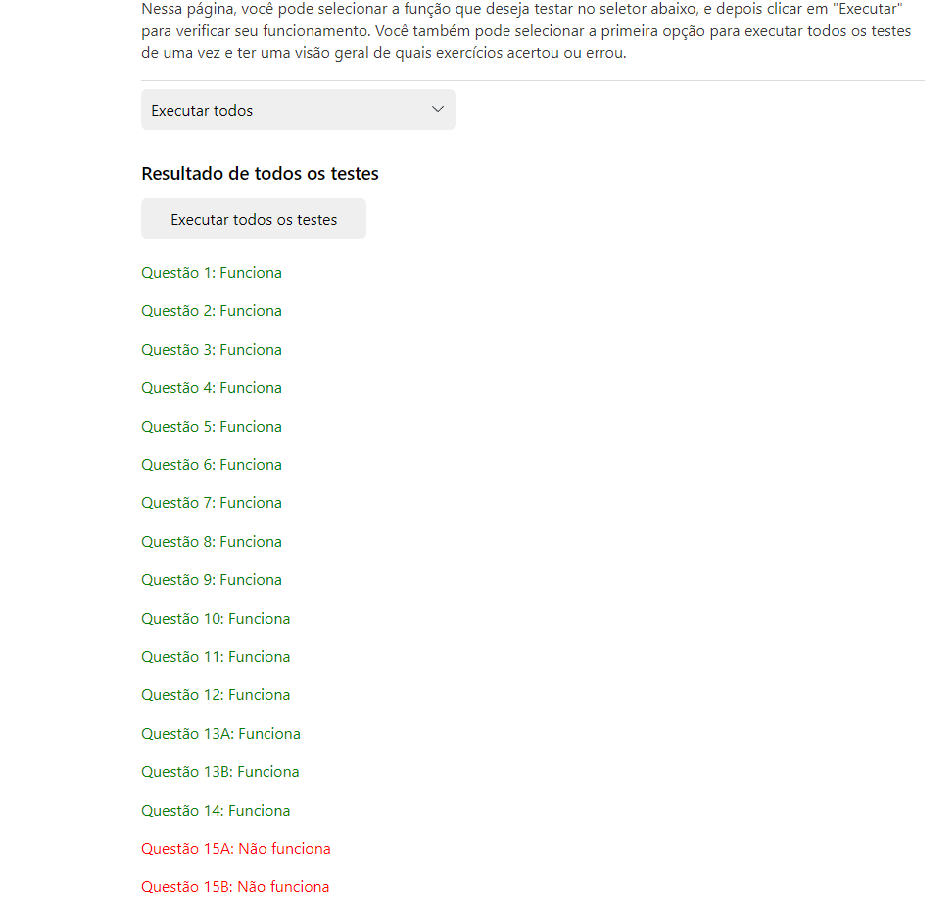 Nessa página, você pode selecionar a função que deseja testar no seletor abaixo, e depois clicar em "Executar"
para verificar seu funcionamento. Você também pode selecionar a primeira opção para executar todos os testes
de uma vez e ter uma visão geral de quais exercícios acertou ou errou.
Executar todos
Resultado de todos os testes
Executar todos os testes
Questão 1: Funciona
Questão 2: Funciona
Questão 3: Funciona
Questão 4: Funciona
Questão 5: Funciona
Questão 6: Funciona
Questão 7: Funciona
Questão 8: Funciona
Questão 9: Funciona
Questão 10: Funciona
Questão 11: Funciona
Questão 12: Funciona
Questão 13A: Funciona
Questão 13B: Funciona
Questão 14: Funciona
Questão 15A: Não funciona
Questão 15B: Não funciona